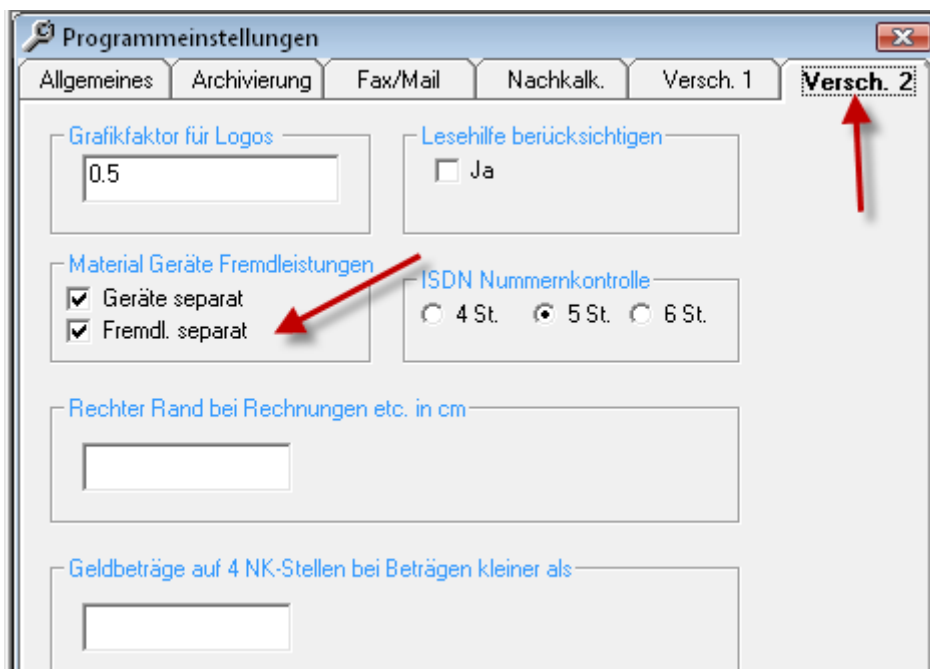 Programmeinstellungen
Allgemeines Archivierung Fax/Mail Nachkalk. Versch. 1 Versch. 2
Grafikfaktor für Logos
0.5
Lesehilfe berücksichtigen
Ja
Material Geräte Fremdleistungen
Geräte separat
Fremdl. separat
ISDN Nummernkontrolle
4 St. 5 St. 6 St.
Rechter Rand bei Rechnungen etc. in cm
Geldbeträge auf 4 NK-Stellen bei Beträgen kleiner als